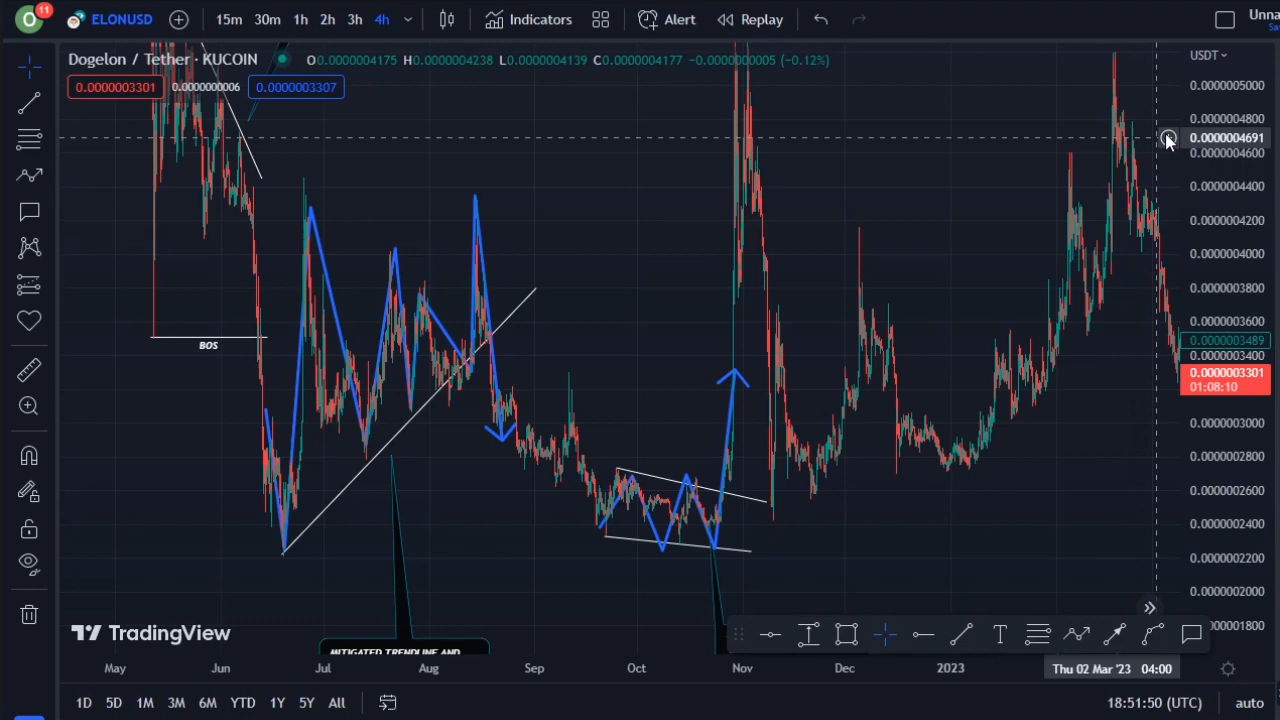 O 11 ELONUSD 15m 30m 1h 2h 3h 4h Indicators Alert Replay
Dogelon / Tether · KUCOIN O0.0000004175 H0.0000004238 L0.0000004139 C0.0000004177 −0.0000000005 (−0.12%)
0.0000003301 0.0000000006 0.0000003307
USDT
0.0000005000
0.0000004800
0.0000004691
0.0000004600
0.0000004400
0.0000004200
0.0000004000
0.0000003800
0.0000003600
0.0000003489
0.0000003400
0.0000003301
01:08:10
0.0000003000
0.0000002800
0.0000002600
0.0000002400
0.0000002200
0.0000002000
0.0000001800
BOS
TradingView
MITIGATED TRENDLINE AND
T
May Jun Jul Aug Sep Oct Nov Dec 2023 Thu 02 Mar '23 04:00
1D 5D 1M 3M 6M YTD 1Y 5Y All 18:51:50 (UTC) auto